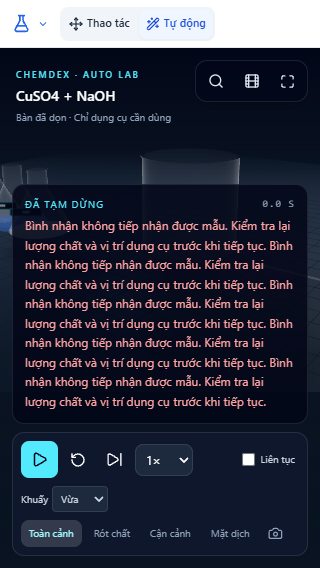 Thao tác
Tự động
CHEMDEX · AUTO LAB
CuSO4 + NaOH
Bàn đã dọn · Chỉ dụng cụ cần dùng
ĐÃ TẠM DỪNG
0.0 S
Bình nhận không tiếp nhận được mẫu. Kiểm tra lại
lượng chất và vị trí dụng cụ trước khi tiếp tục. Bình
nhận không tiếp nhận được mẫu. Kiểm tra lại
lượng chất và vị trí dụng cụ trước khi tiếp tục. Bình
nhận không tiếp nhận được mẫu. Kiểm tra lại
lượng chất và vị trí dụng cụ trước khi tiếp tục. Bình
nhận không tiếp nhận được mẫu. Kiểm tra lại
lượng chất và vị trí dụng cụ trước khi tiếp tục. Bình
nhận không tiếp nhận được mẫu. Kiểm tra lại
lượng chất và vị trí dụng cụ trước khi tiếp tục.
1×
Liên tục
Khuấy
Vừa
Toàn cảnh
Rót chất
Cận cảnh
Mặt dịch